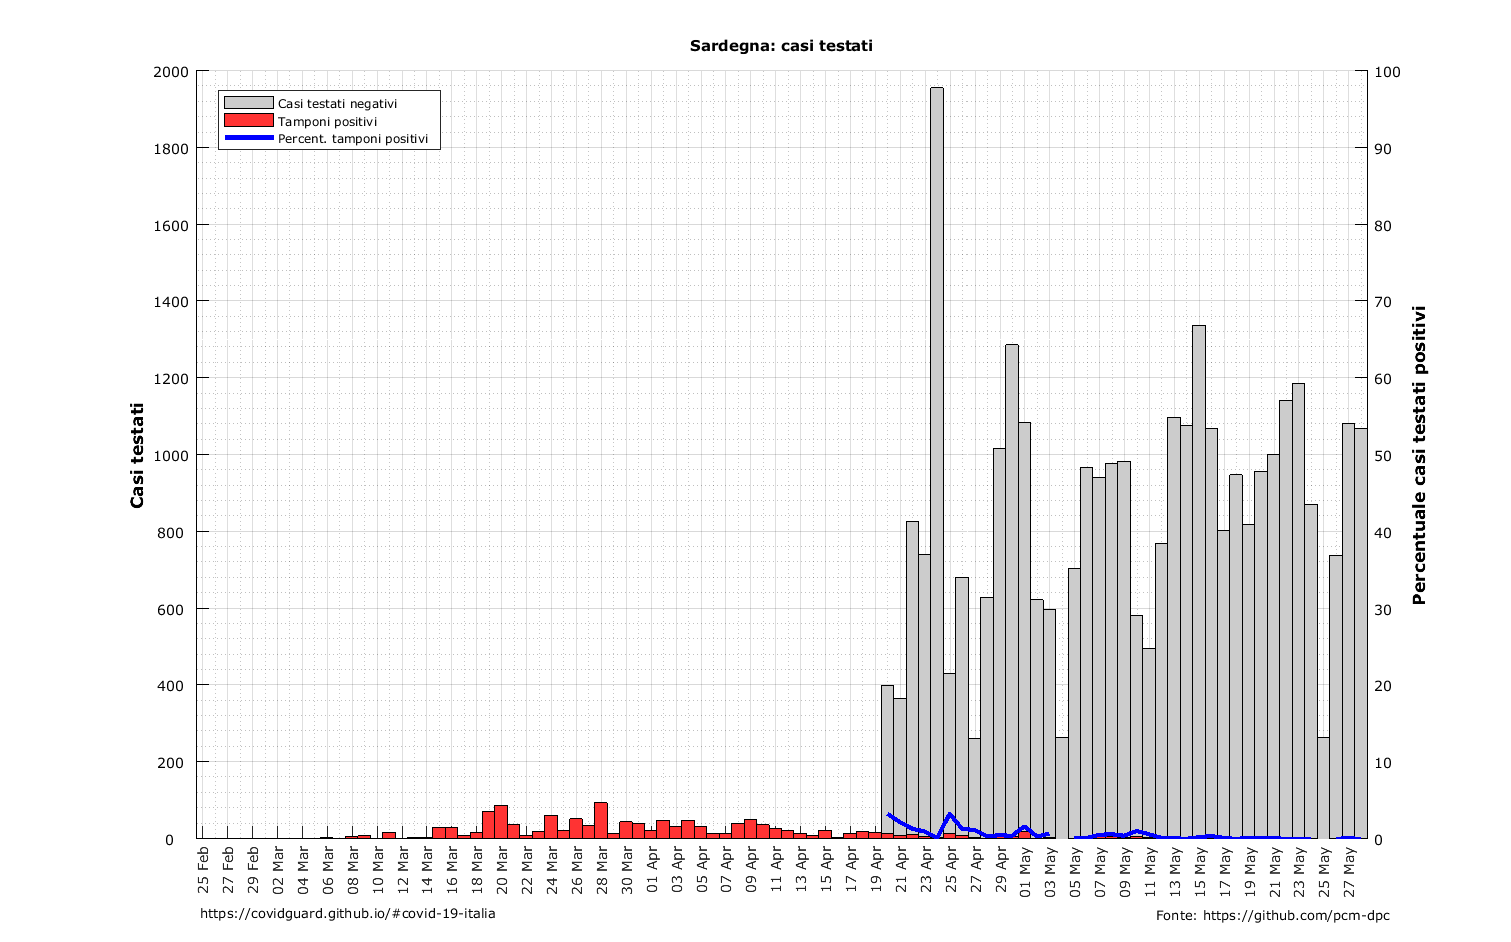 Sardegna: casi testati
Casi testati negativi
Tamponi positivi
Percent. tamponi positivi
2000
1800
1600
1400
1200
1000
800
600
400
200
0
Casi testati
100
90
80
70
60
50
40
30
20
10
0
Percentuale casi testati positivi
25 Feb
27 Feb
29 Feb
02 Mar
04 Mar
06 Mar
08 Mar
10 Mar
12 Mar
14 Mar
16 Mar
18 Mar
20 Mar
22 Mar
24 Mar
26 Mar
28 Mar
30 Mar
01 Apr
03 Apr
05 Apr
07 Apr
09 Apr
11 Apr
13 Apr
15 Apr
17 Apr
19 Apr
21 Apr
23 Apr
25 Apr
27 Apr
29 Apr
01 May
03 May
05 May
07 May
09 May
11 May
13 May
15 May
17 May
19 May
21 May
23 May
25 May
27 May
https://covidguard.github.io/#covid-19-italia
Fonte: https://github.com/pcm-dpc